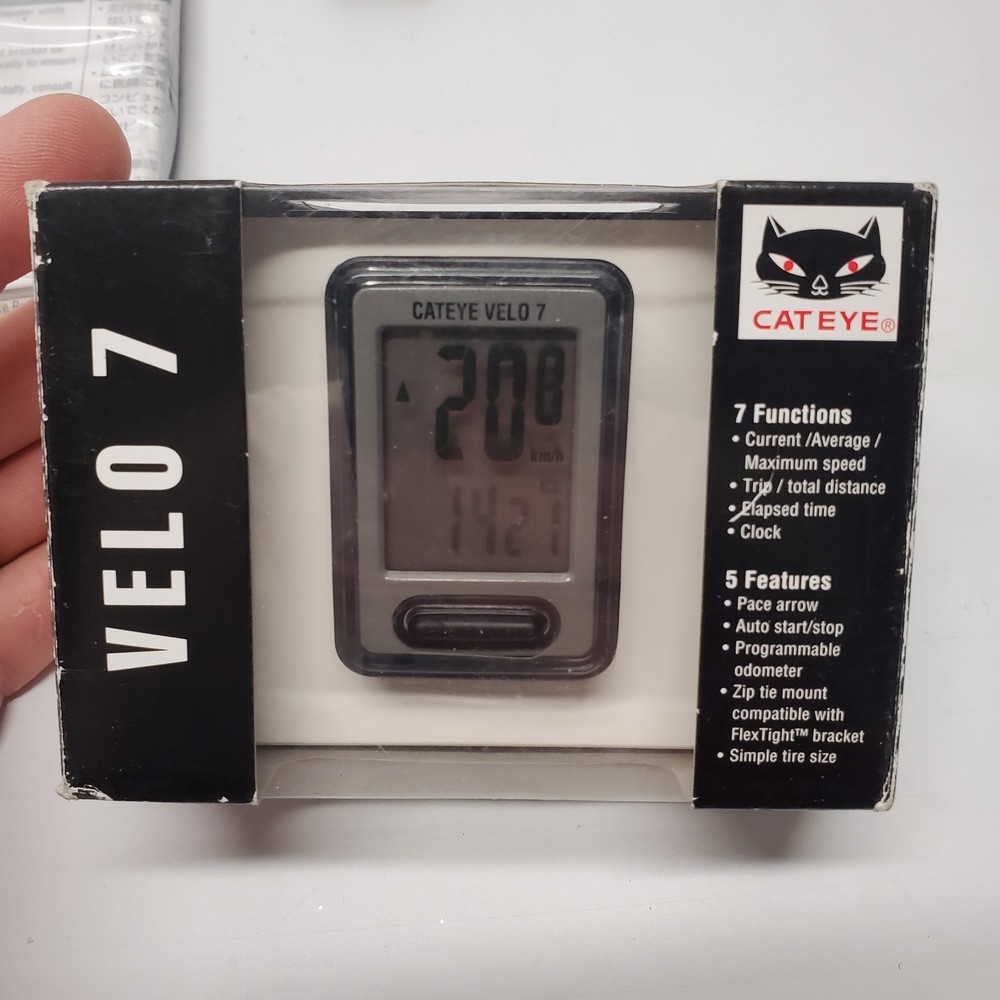 tally, consult
VELO 7
CATEYE VELO 7
208
km/h
1421
CATEYE®
7 Functions
• Current /Average /
Maximum speed
• Trip / total distance
• Elapsed time
• Clock
5 Features
• Pace arrow
• Auto start/stop
• Programmable
odometer
• Zip tie mount
compatible with
FlexTight™ bracket
• Simple tire size